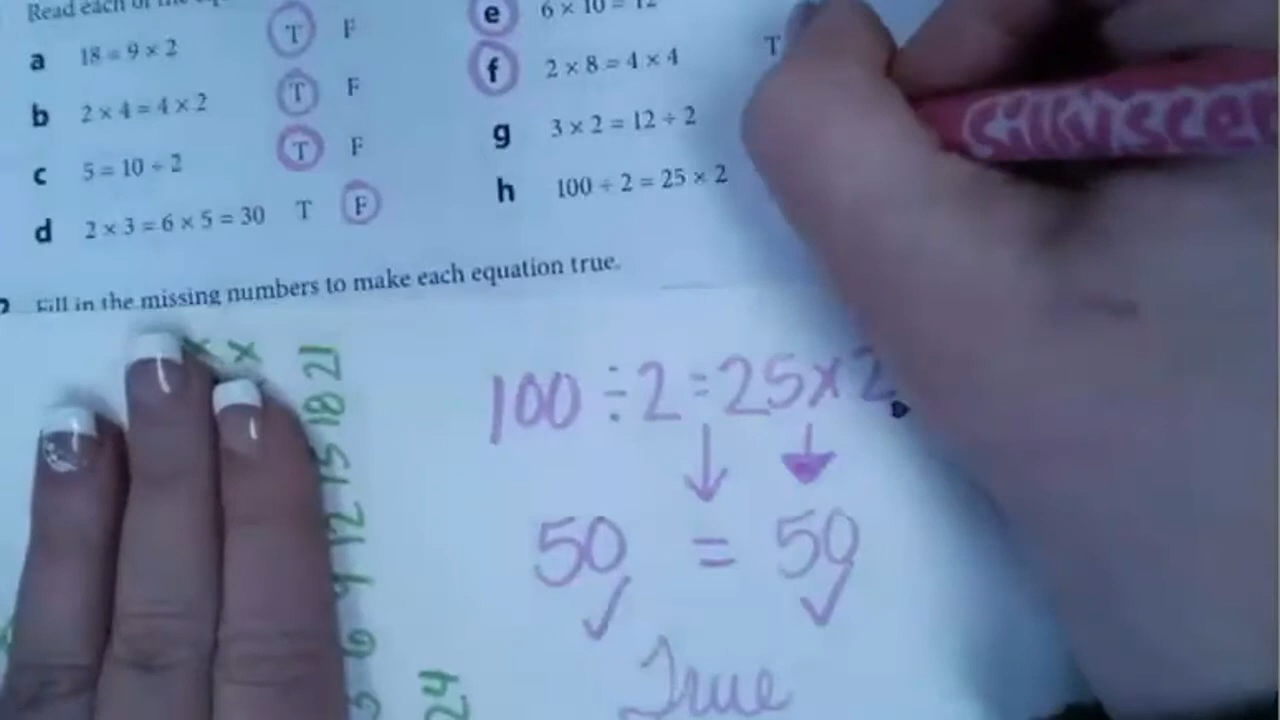 Read each of the
a 18 = 9 × 2 T F
b 2 × 4 = 4 × 2 T F
c 5 = 10 ÷ 2 T F
d 2 × 3 = 6 × 5 = 30 T F
e 6 × 10 = 12
f 2 × 8 = 4 × 4 T
g 3 × 2 = 12 ÷ 2
h 100 ÷ 2 = 25 × 2
Fill in the missing numbers to make each equation true.
100 ÷ 2 = 25 × 2
50 = 50
True
x
6 9 12 15 18 21
24